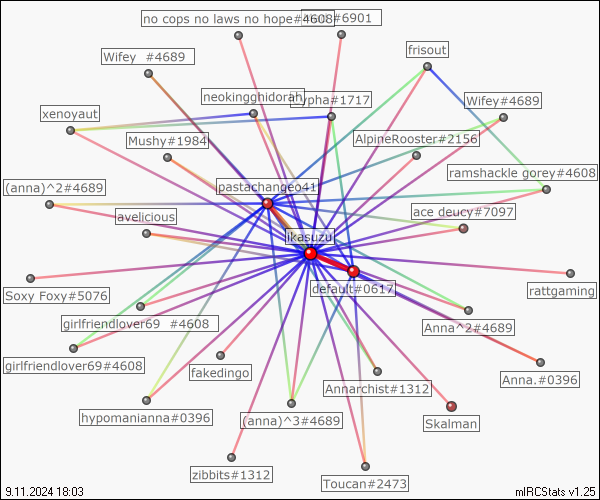 no cops no laws no hope#4608
#6901
frisout
Wifey #4689
neokingghidorah
hypha#1717
Wifey#4689
xenoyaut
Mushy#1984
AlpineRooster#2156
ramshackle gorey#4608
(anna)^2#4689
pastachangeo41
avelicious
ace deucy#7097
ikasuzu
Soxy Foxy#5076
default#0617
rattgaming
girlfriendlover69 #4608
Anna^2#4689
girlfriendlover69#4608
fakedingo
Annarchist#1312
Anna.#0396
hypomanianna#0396
(anna)^3#4689
Skalman
zibbits#1312
Toucan#2473
9.11.2024 18:03
mIRCStats v1.25